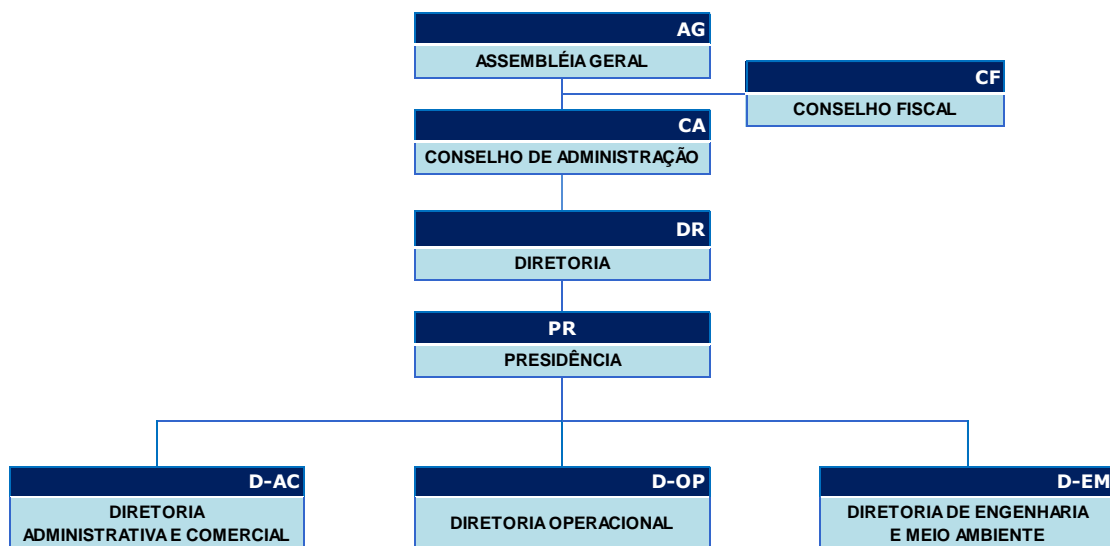 AG
ASSEMBLÉIA GERAL
CF
CONSELHO FISCAL
CA
CONSELHO DE ADMINISTRAÇÃO
DR
DIRETORIA
PR
PRESIDÊNCIA
D-AC
DIRETORIA
ADMINISTRATIVA E COMERCIAL
D-OP
DIRETORIA OPERACIONAL
D-EM
DIRETORIA DE ENGENHARIA
E MEIO AMBIENTE